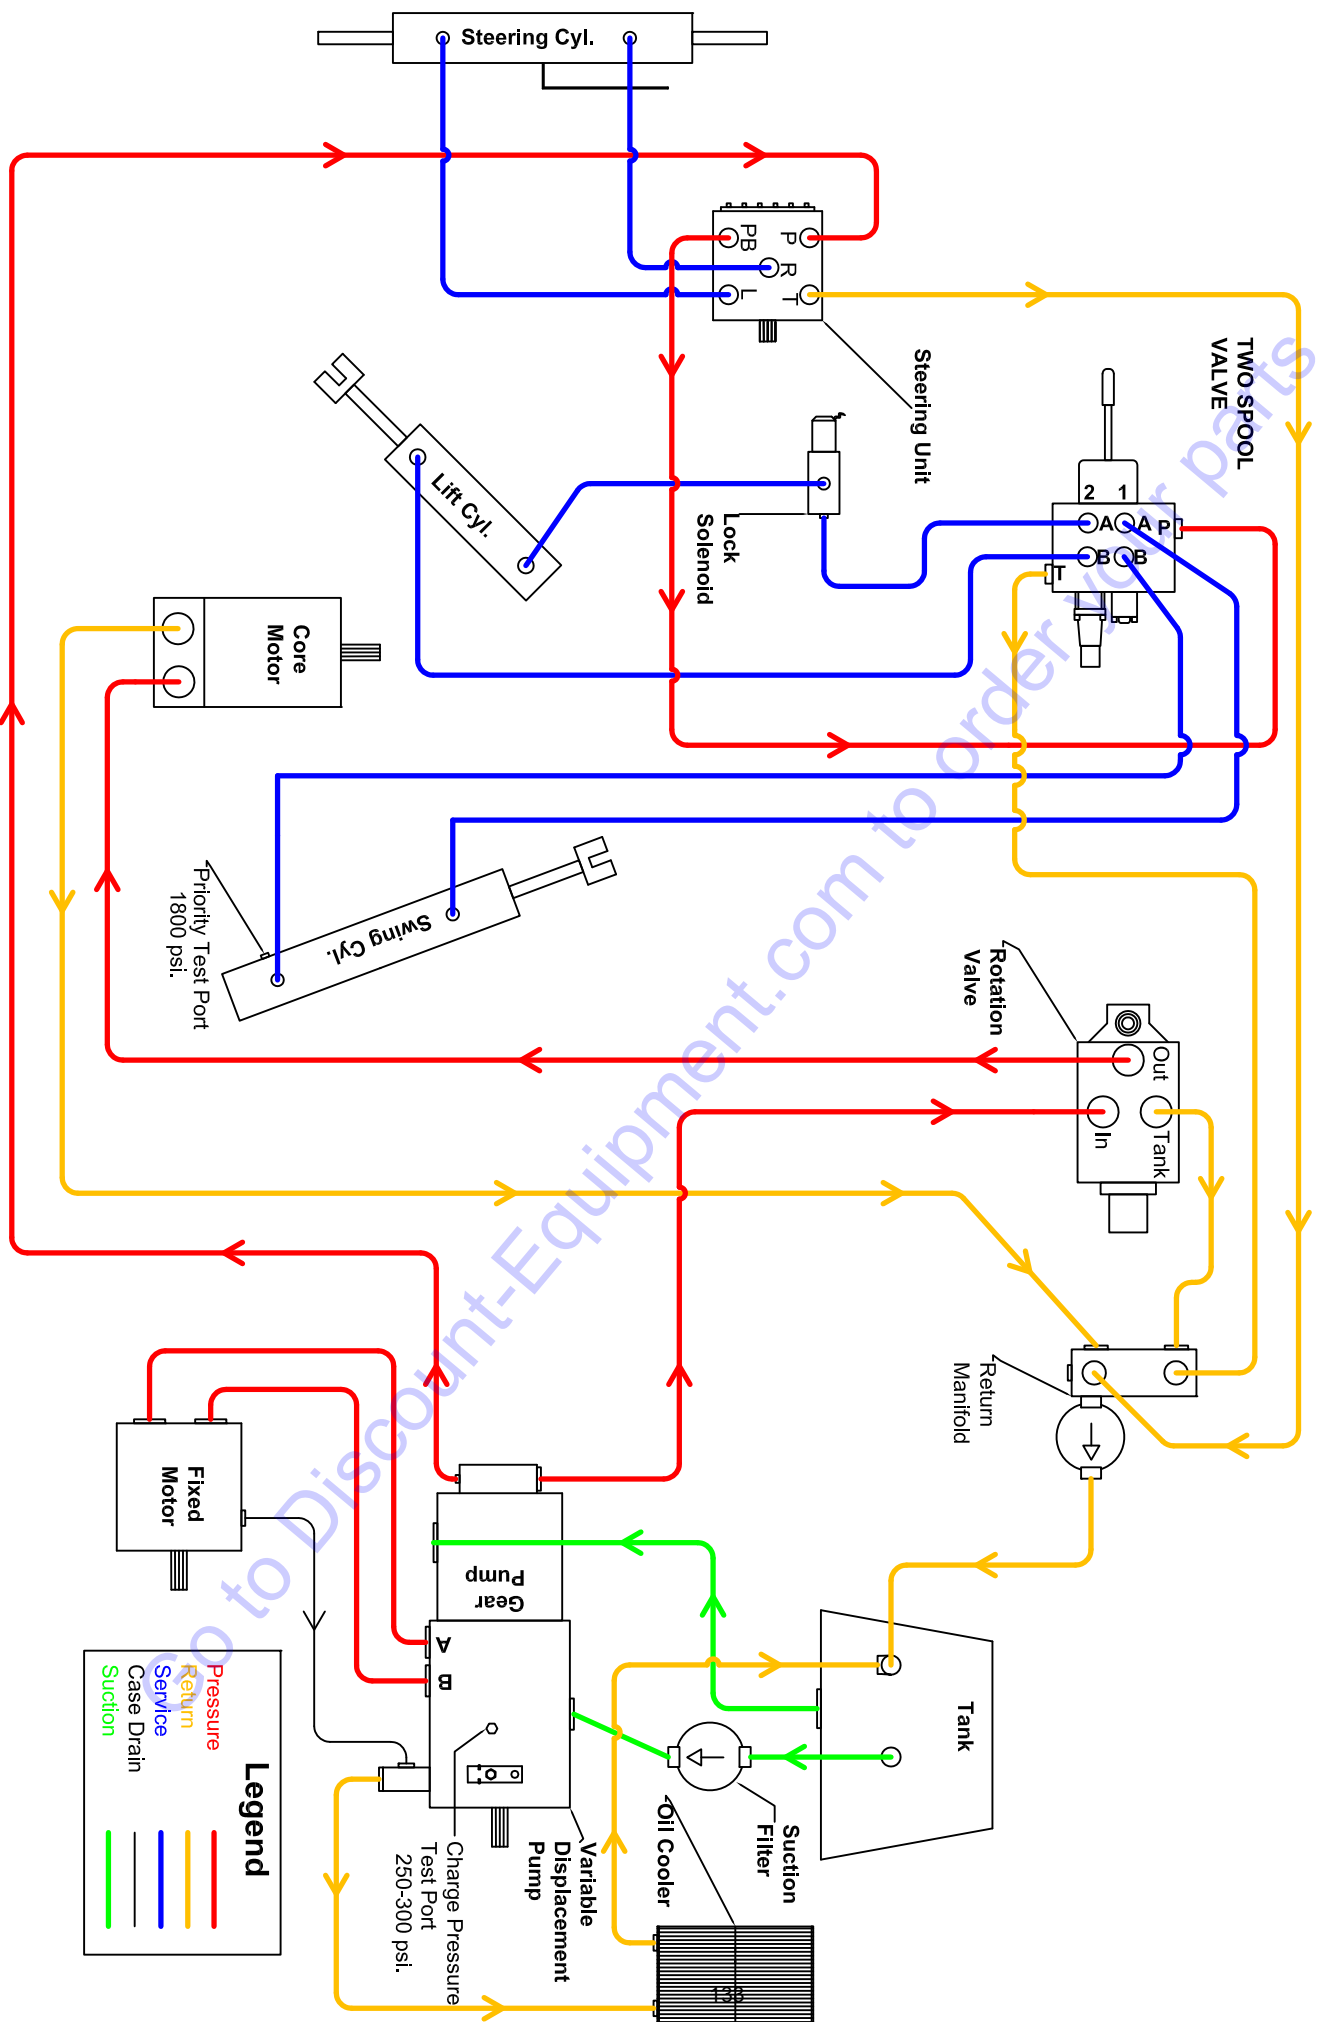 Steering Cyl.
P
PB
R
L
T
Steering Unit
TWO SPOOL
VALVE
2
1
A
A
P
B
B
T
Lock
Solenoid
Lift Cyl.
Core
Motor
Swing Cyl.
Priority Test Port
1800 psi.
Rotation
Valve
Out
In
Tank
Return
Manifold
Fixed
Motor
Gear
Pump
A
B
Tank
Suction
Filter
Oil Cooler
Variable
Displacement
Pump
Charge Pressure
Test Port
250-300 psi.
133
Legend
Pressure
Return
Service
Case Drain
Suction
Go to Discount-Equipment.com to order your parts